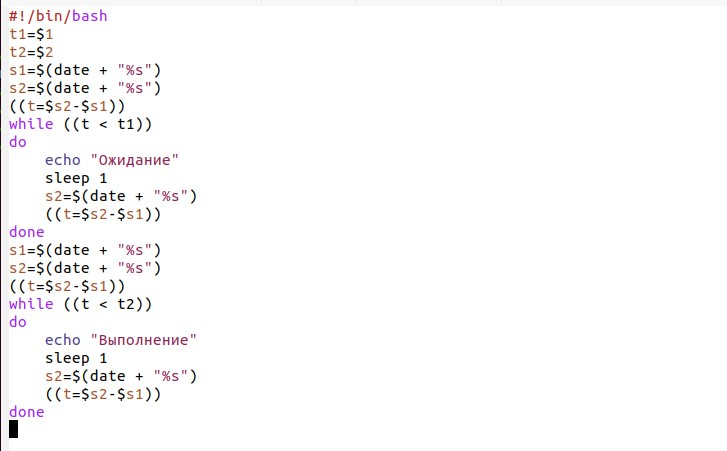 #!/bin/bash
t1=$1
t2=$2
s1=$(date + "%s")
s2=$(date + "%s")
((t=$s2-$s1))
while ((t < t1))
do
    echo "Ожидание"
    sleep 1
    s2=$(date + "%s")
    ((t=$s2-$s1))
done
s1=$(date + "%s")
s2=$(date + "%s")
((t=$s2-$s1))
while ((t < t2))
do
    echo "Выполнение"
    sleep 1
    s2=$(date + "%s")
    ((t=$s2-$s1))
done